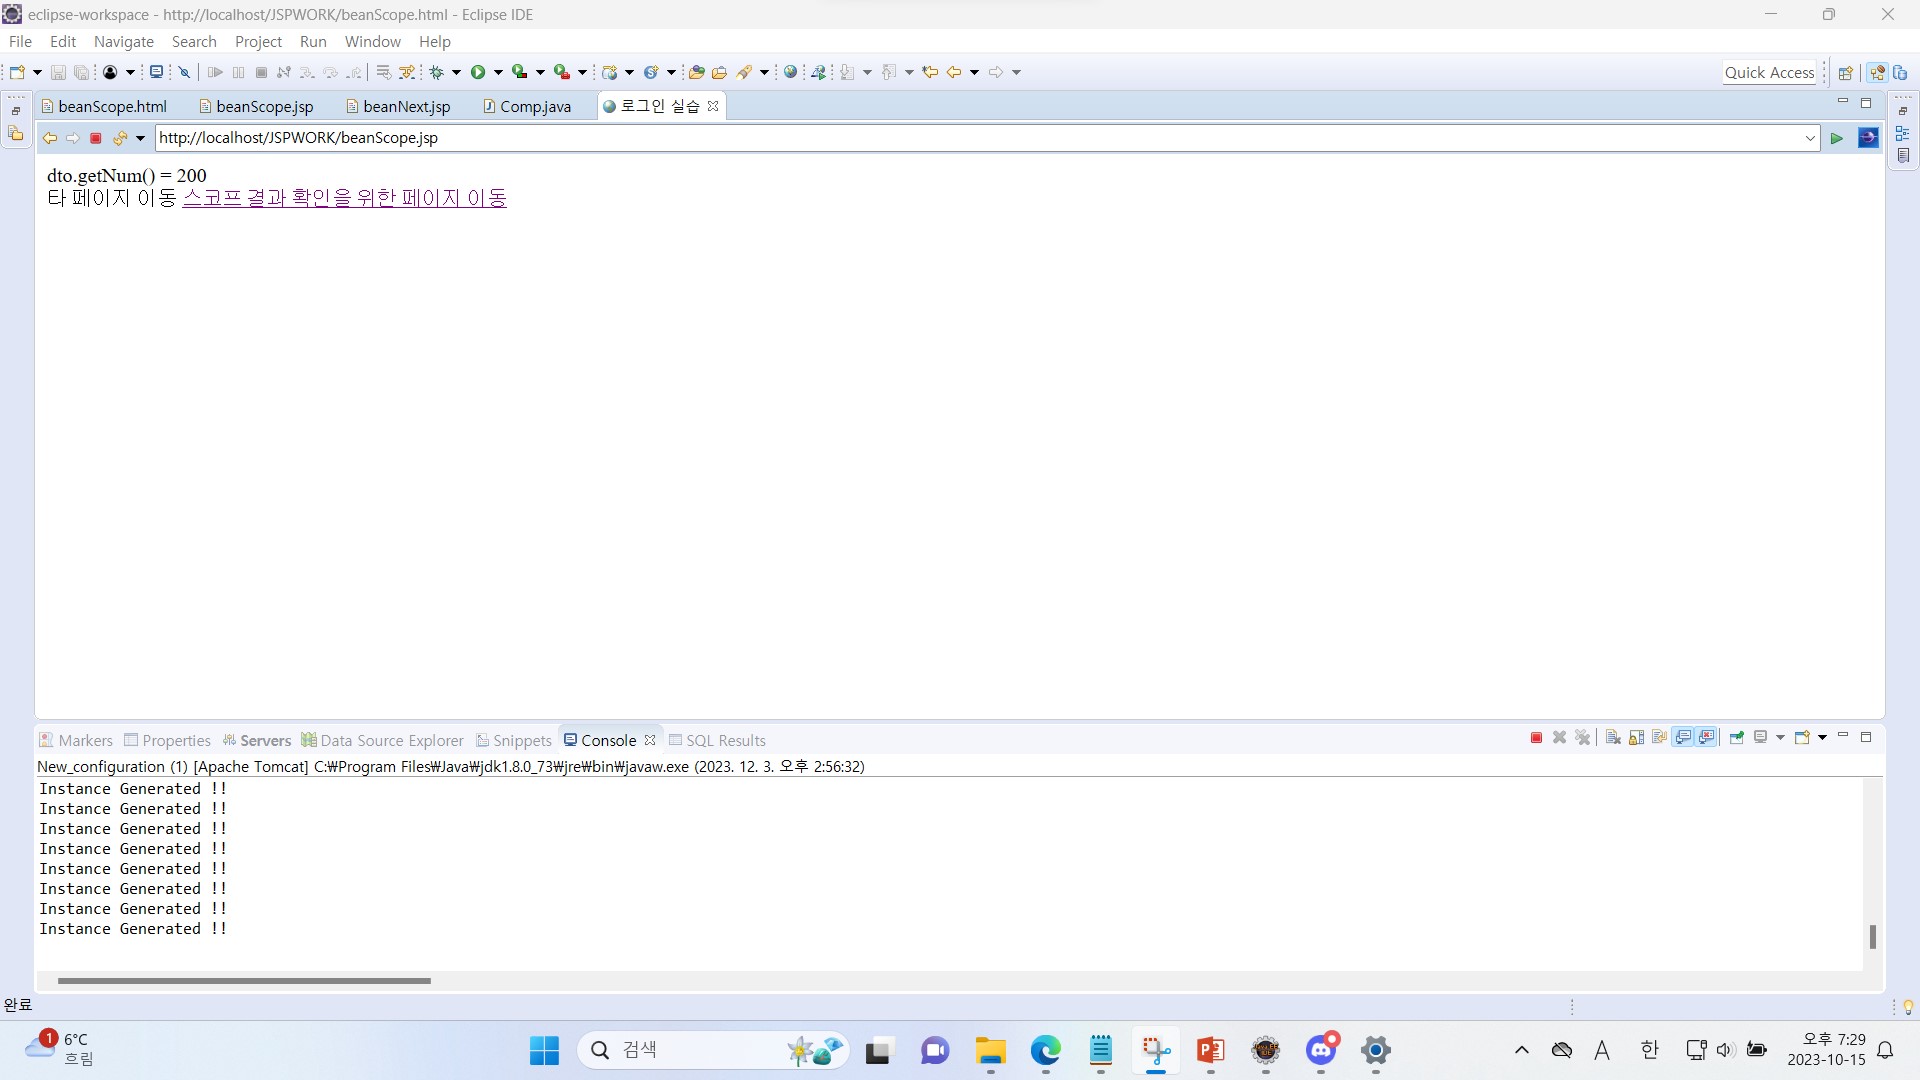 eclipse-workspace - http://localhost/JSPWORK/beanScope.html - Eclipse IDE
File Edit Navigate Search Project Run Window Help
Quick Access
beanScope.html beanScope.jsp beanNext.jsp Comp.java 로그인 실습
http://localhost/JSPWORK/beanScope.jsp
dto.getNum() = 200
타 페이지 이동 스코프 결과 확인을 위한 페이지 이동
Markers Properties Servers Data Source Explorer Snippets Console SQL Results
New_configuration (1) [Apache Tomcat] C:₩Program Files₩Java₩jdk1.8.0_73₩jre₩bin₩javaw.exe (2023. 12. 3. 오후 2:56:32)
Instance Generated !!
Instance Generated !!
Instance Generated !!
Instance Generated !!
Instance Generated !!
Instance Generated !!
Instance Generated !!
Instance Generated !!
완료
1 6°C
흐림
검색
A 한
오후 7:29
2023-10-15